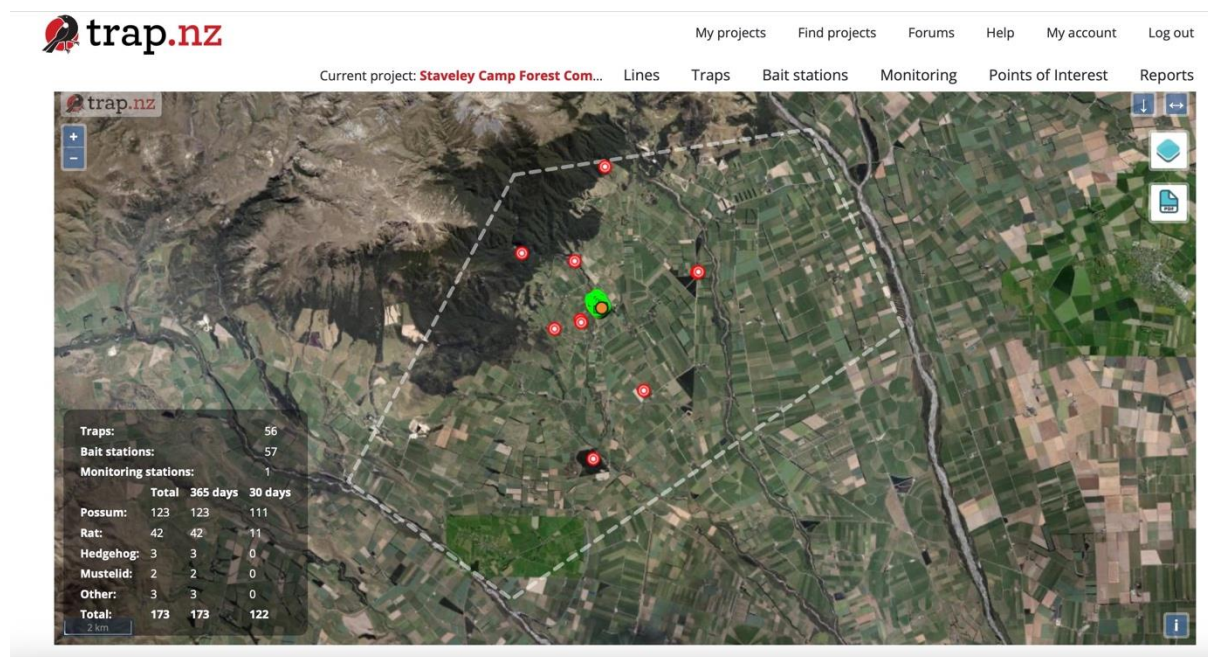 trap.nz
My projects Find projects Forums Help My account Log out
Current project: Staveley Camp Forest Com... Lines Traps Bait stations Monitoring Points of Interest Reports
trap.nz
+
−
↓ ↔
PDF
Traps: 56
Bait stations: 57
Monitoring stations: 1
Total 365 days 30 days
Possum: 123 123 111
Rat: 42 42 11
Hedgehog: 3 3 0
Mustelid: 2 2 0
Other: 3 3 0
Total: 173 173 122
2 km
i